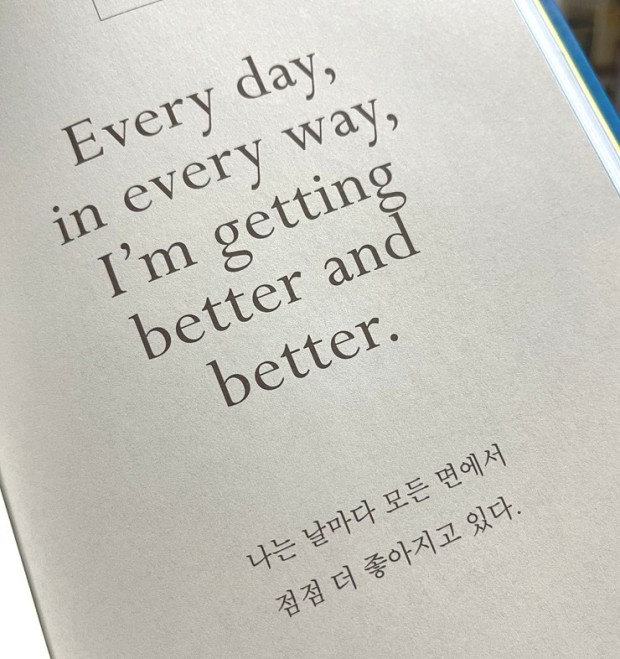 Every day,
in every way,
I'm getting
better and
better.
나는 날마다 모든 면에서
점점 더 좋아지고 있다.